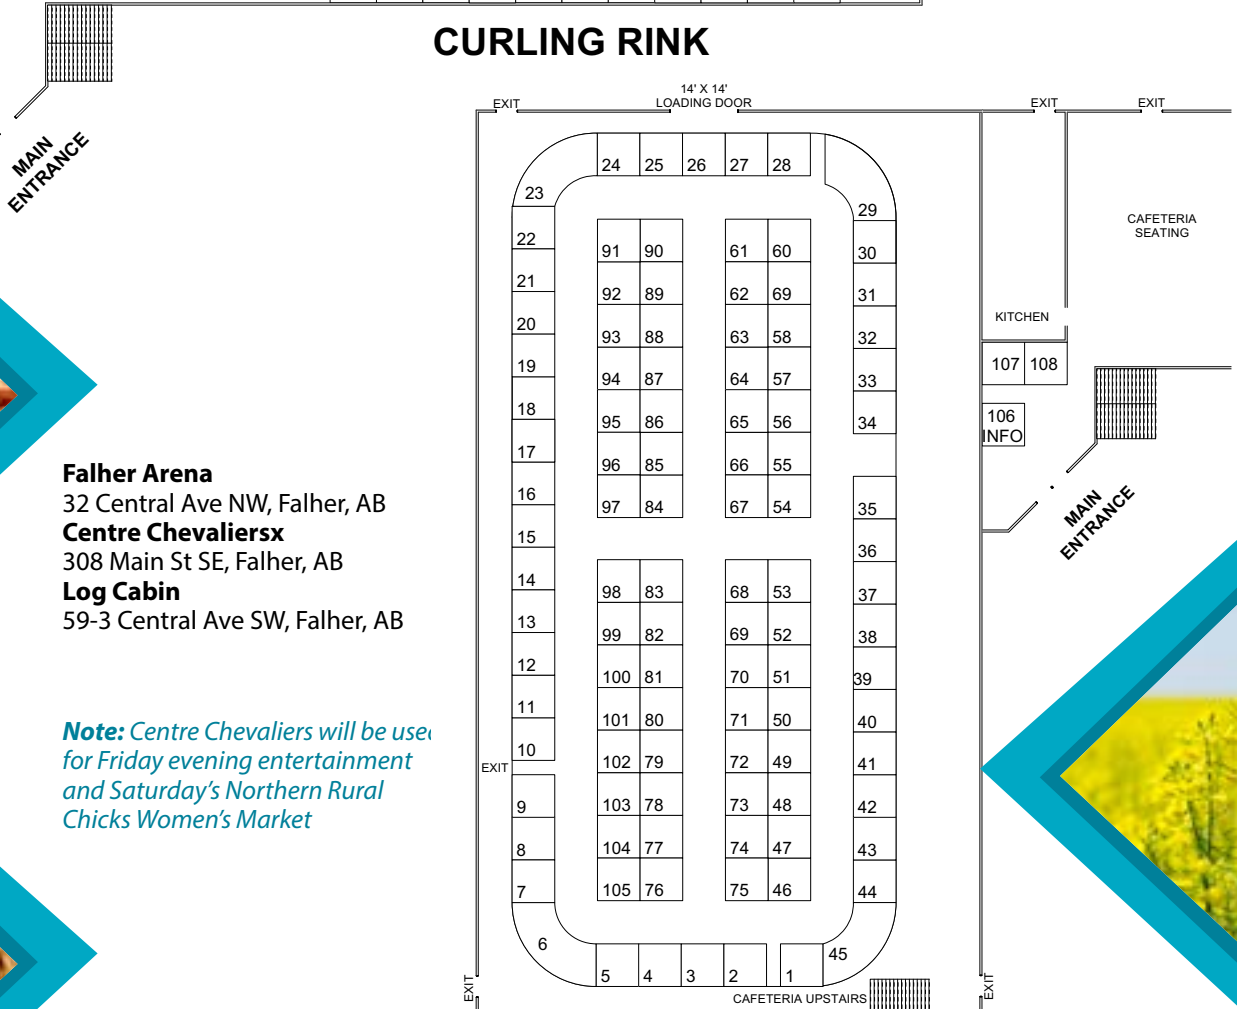 CURLING RINK
MAIN
ENTRANCE
14' X 14'
LOADING DOOR
EXIT
EXIT
EXIT
24 25 26 27 28
23
29
22
30
21
31
20
32
19
33
18
34
17
16
35
15
36
14
37
13
38
12
39
11
40
10
41
EXIT
9
42
8
43
7
44
6
45
5 4 3 2 1
91 90 61 60
92 89 62 69
93 88 63 58
94 87 64 57
95 86 65 56
96 85 66 55
97 84 67 54
98 83 68 53
99 82 69 52
100 81 70 51
101 80 71 50
102 79 72 49
103 78 73 48
104 77 74 47
105 76 75 46
CAFETERIA UPSTAIRS
EXIT
EXIT
CAFETERIA
SEATING
KITCHEN
107 108
106
INFO
MAIN
ENTRANCE
Falher Arena
32 Central Ave NW, Falher, AB
Centre Chevaliersx
308 Main St SE, Falher, AB
Log Cabin
59-3 Central Ave SW, Falher, AB
Note: Centre Chevaliers will be used
for Friday evening entertainment
and Saturday's Northern Rural
Chicks Women's Market